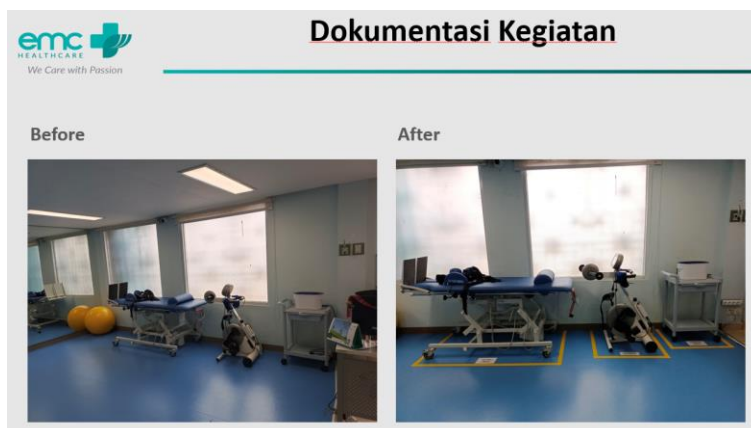 Dokumentasi Kegiatan
emc
HEALTHCARE
We Care with Passion
Before
After